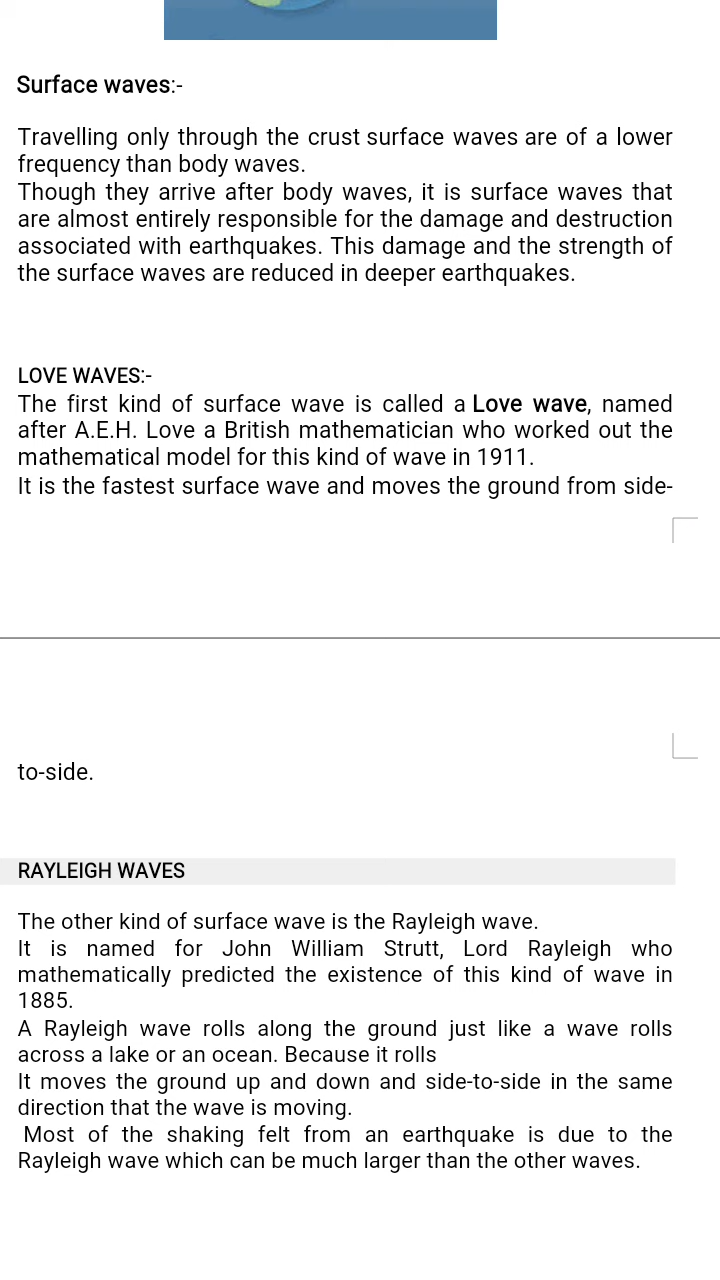 Surface waves:-
Travelling only through the crust surface waves are of a lower
frequency than body waves.
Though they arrive after body waves, it is surface waves that
are almost entirely responsible for the damage and destruction
associated with earthquakes. This damage and the strength of
the surface waves are reduced in deeper earthquakes.
LOVE WAVES:-
The first kind of surface wave is called a Love wave, named
after A.E.H. Love a British mathematician who worked out the
mathematical model for this kind of wave in 1911.
It is the fastest surface wave and moves the ground from side-
to-side.
RAYLEIGH WAVES
The other kind of surface wave is the Rayleigh wave.
It is named for John William Strutt, Lord Rayleigh who
mathematically predicted the existence of this kind of wave in
1885.
A Rayleigh wave rolls along the ground just like a wave rolls
across a lake or an ocean. Because it rolls
It moves the ground up and down and side-to-side in the same
direction that the wave is moving.
Most of the shaking felt from an earthquake is due to the
Rayleigh wave which can be much larger than the other waves.